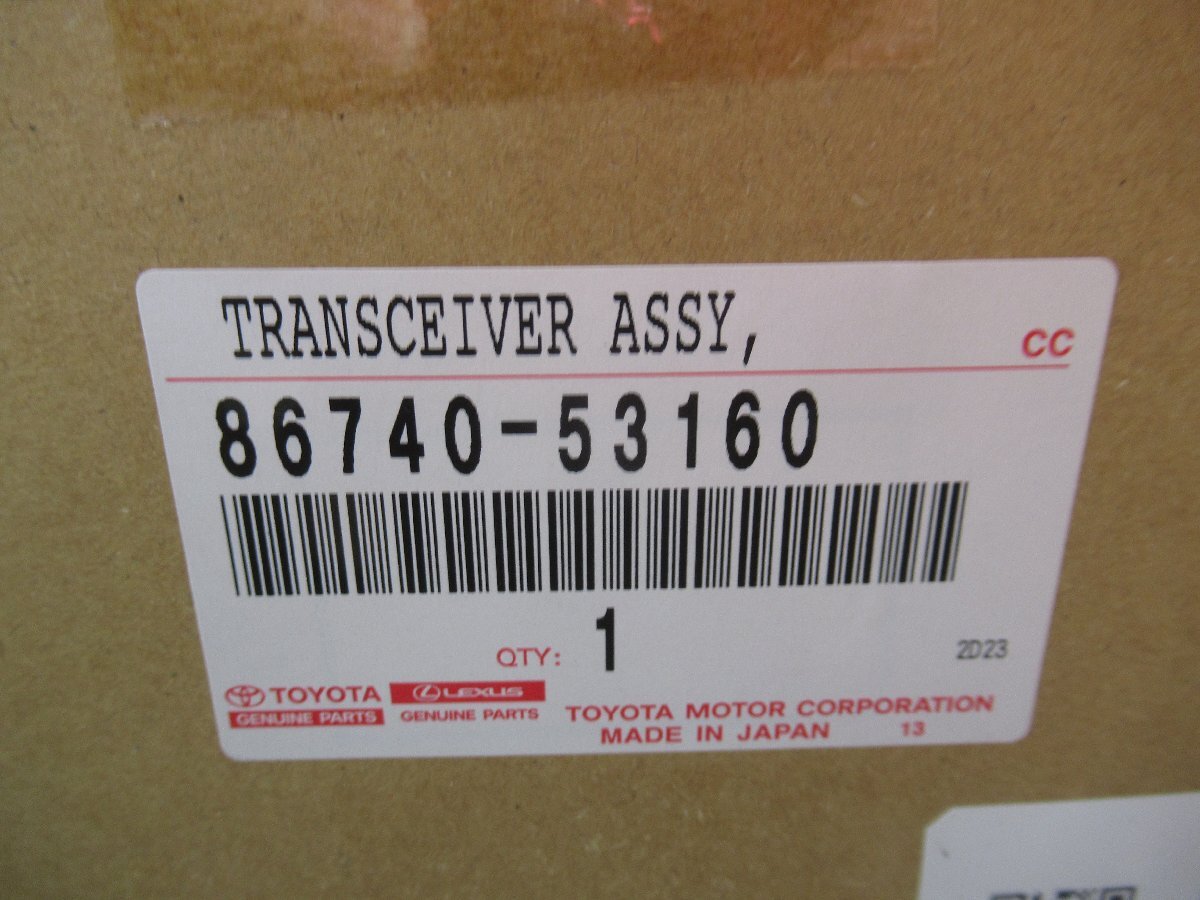 TRANSCEIVER ASSY,
CC
86740-53160
QTY: 1
2D23
TOYOTA
GENUINE PARTS
LEXUS
GENUINE PARTS
TOYOTA MOTOR CORPORATION
MADE IN JAPAN 13